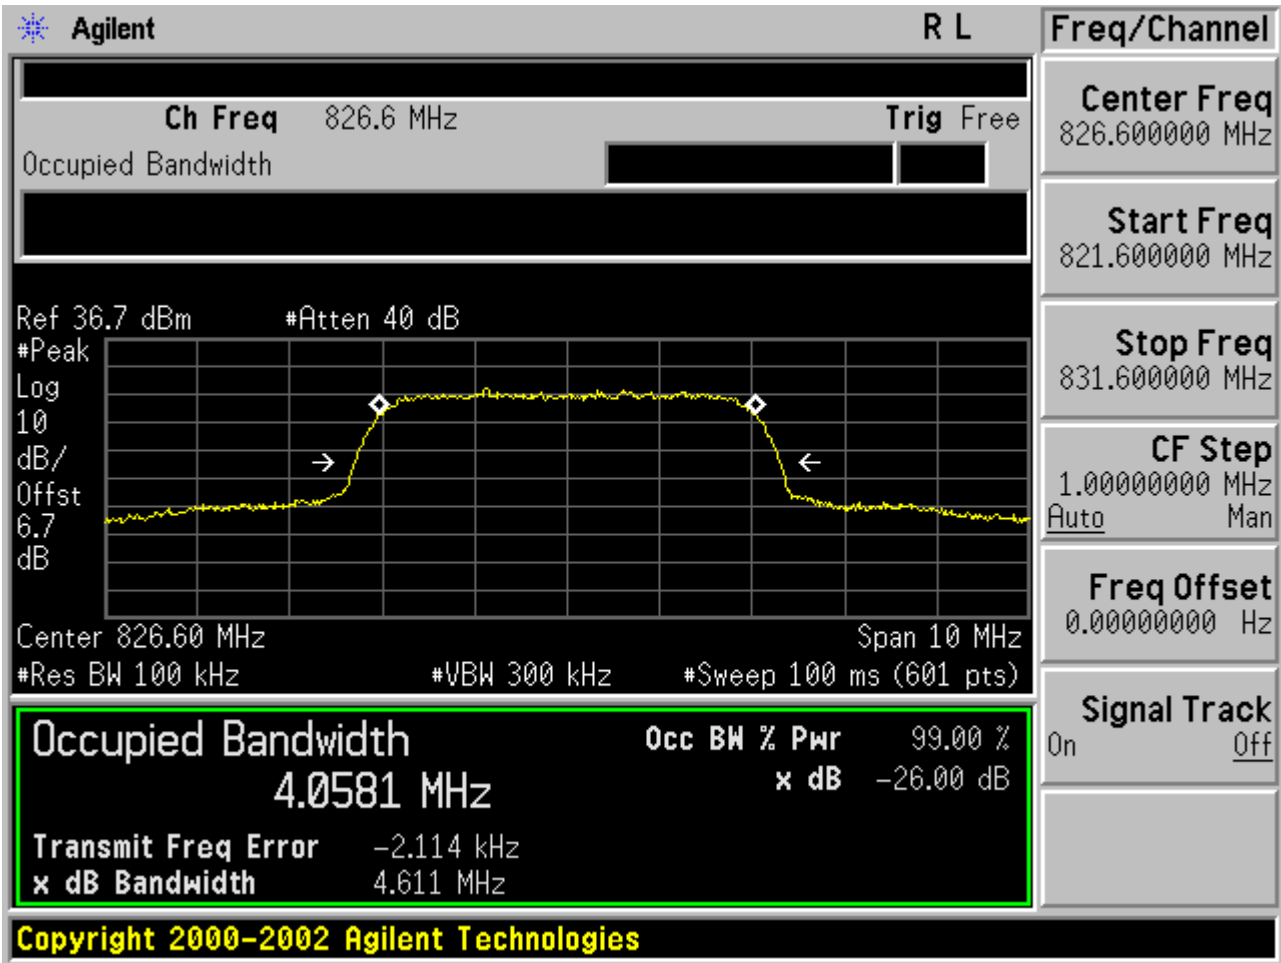 Agilent R L
Ch Freq 826.6 MHz Trig Free
Occupied Bandwidth
Ref 36.7 dBm #Atten 40 dB
#Peak
Log
10
dB/
Offst
6.7
dB
Center 826.60 MHz Span 10 MHz
#Res BW 100 kHz #VBW 300 kHz #Sweep 100 ms (601 pts)
Occupied Bandwidth Occ BW % Pwr 99.00 %
4.0581 MHz x dB -26.00 dB
Transmit Freq Error -2.114 kHz
x dB Bandwidth 4.611 MHz
Copyright 2000-2002 Agilent Technologies
Freq/Channel
Center Freq
826.600000 MHz
Start Freq
821.600000 MHz
Stop Freq
831.600000 MHz
CF Step
1.00000000 MHz
Auto Man
Freq Offset
0.00000000 Hz
Signal Track
On Off